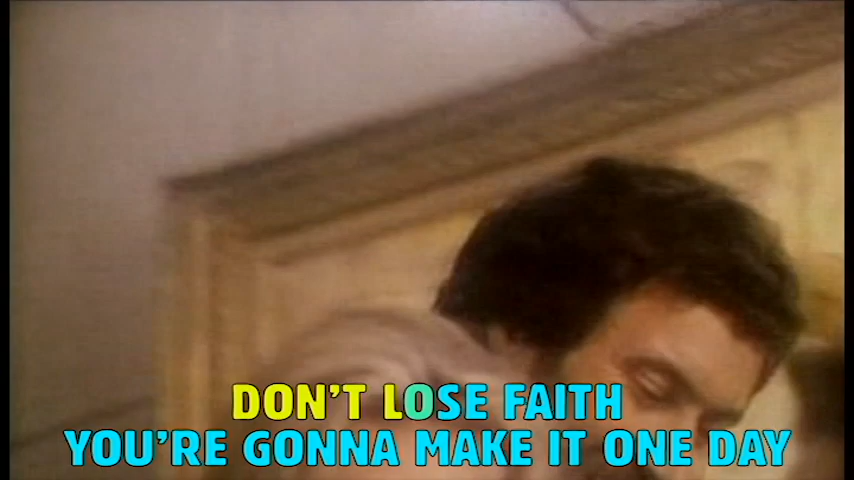 DON'T LOSE FAITH
YOU'RE GONNA MAKE IT ONE DAY